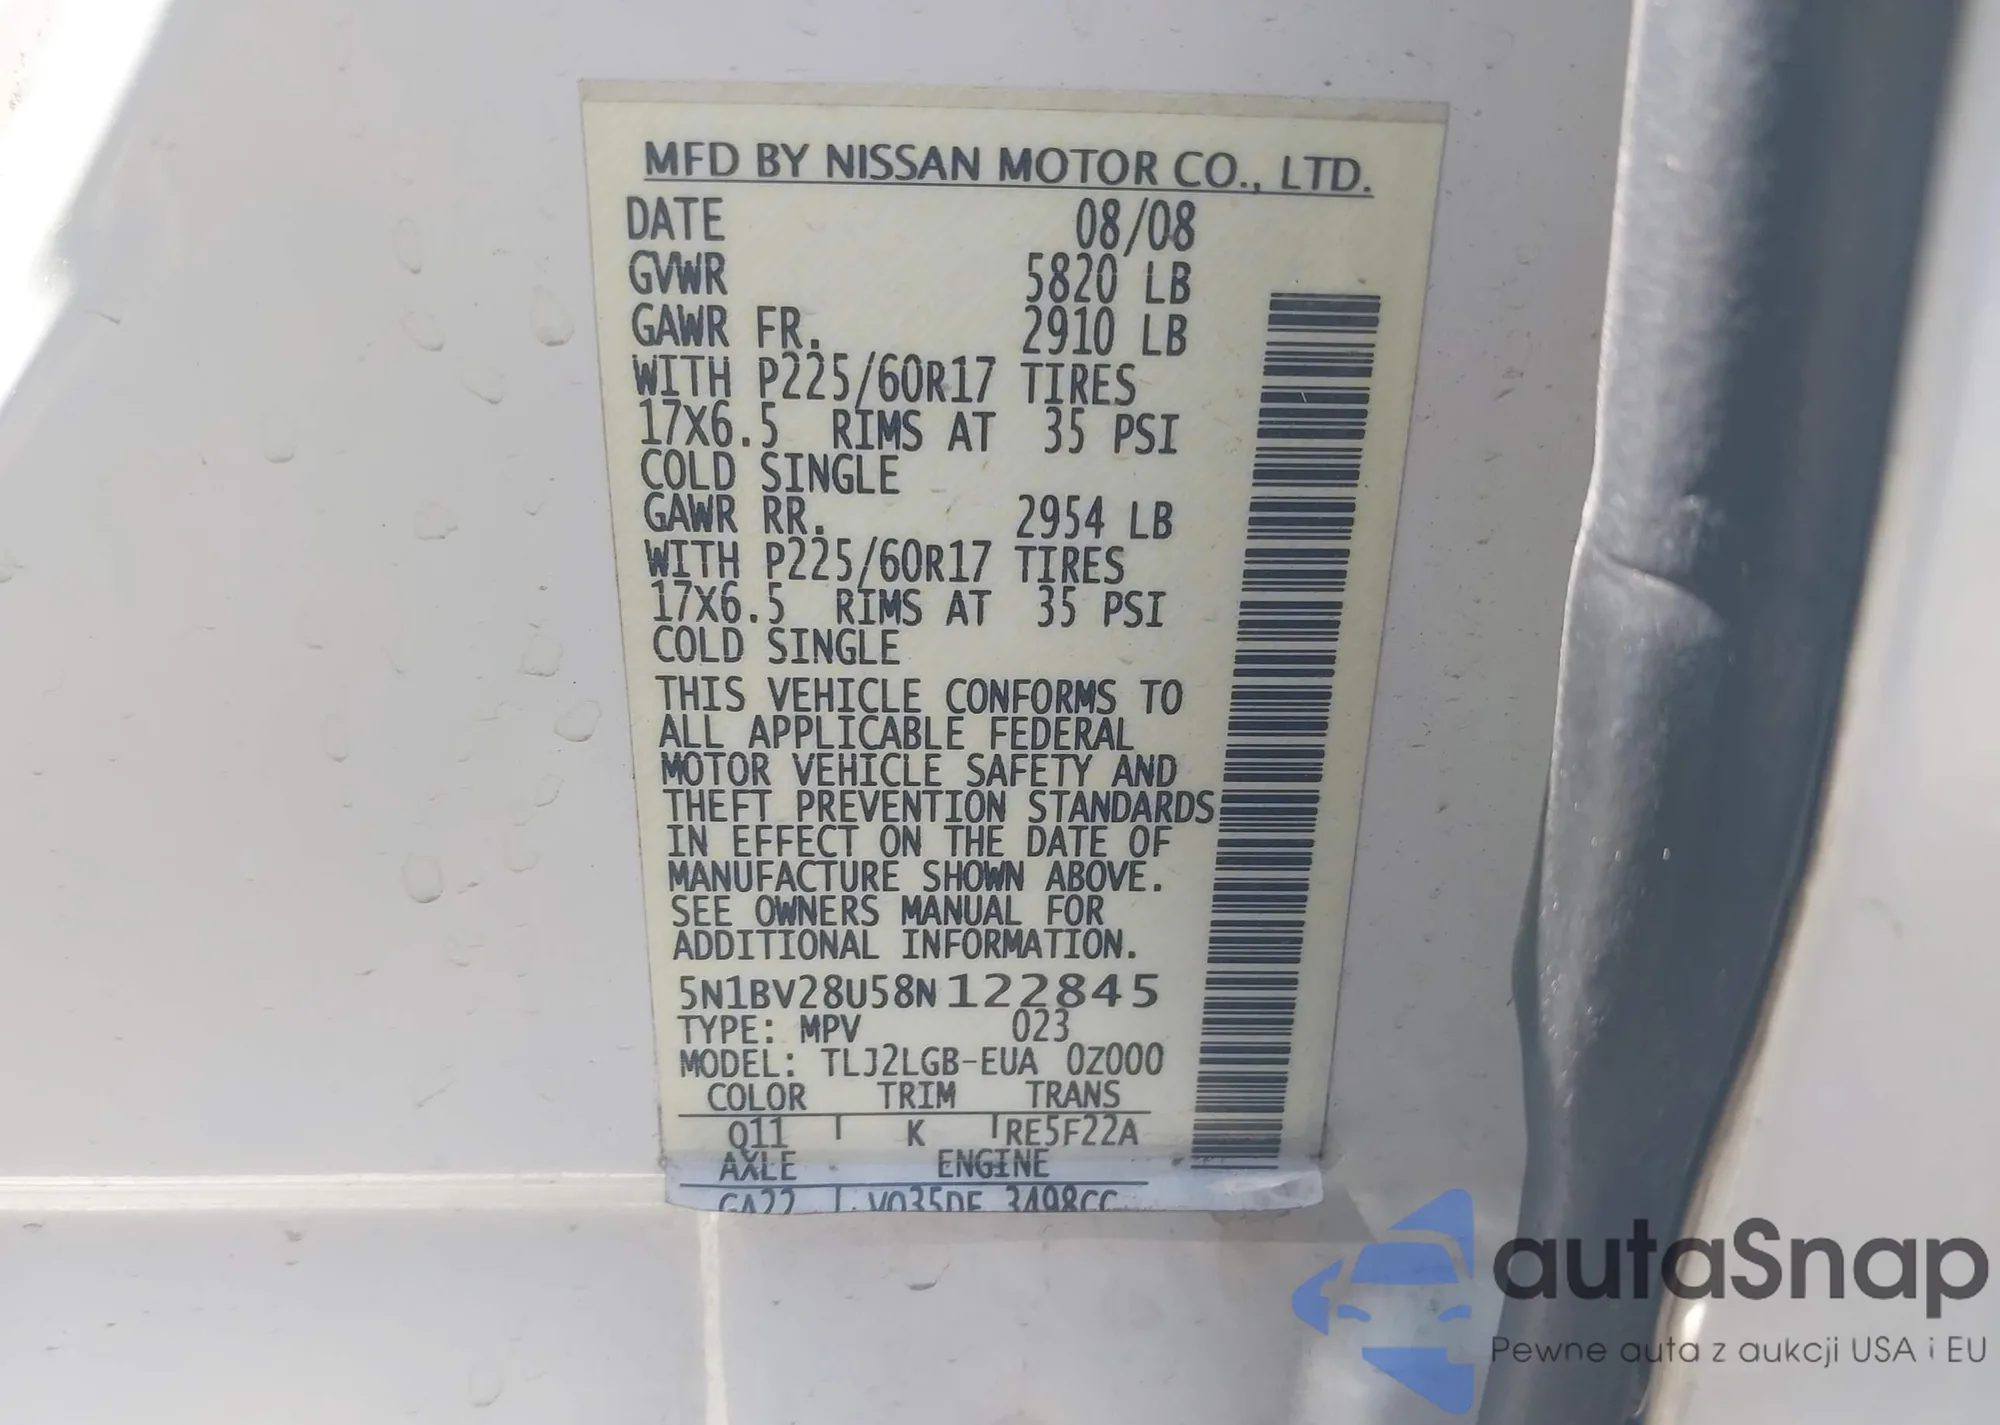 MFD BY NISSAN MOTOR CO., LTD.
DATE 08/08
GVWR 5820 LB
GAWR FR. 2910 LB
WITH P225/60R17 TIRES
17X6.5 RIMS AT 35 PSI
COLD SINGLE
GAWR RR. 2954 LB
WITH P225/60R17 TIRES
17X6.5 RIMS AT 35 PSI
COLD SINGLE
THIS VEHICLE CONFORMS TO
ALL APPLICABLE FEDERAL
MOTOR VEHICLE SAFETY AND
THEFT PREVENTION STANDARDS
IN EFFECT ON THE DATE OF
MANUFACTURE SHOWN ABOVE.
SEE OWNERS MANUAL FOR
ADDITIONAL INFORMATION.
5N1BV28U58N122845
TYPE: MPV 023
MODEL: TLJ2LGB-EUA 0Z000
COLOR TRIM TRANS
Q11 K RE5F22A
AXLE ENGINE
GA22 VQ35DE 3498CC
autaSnap
Pewne auta z aukcji USA i EU